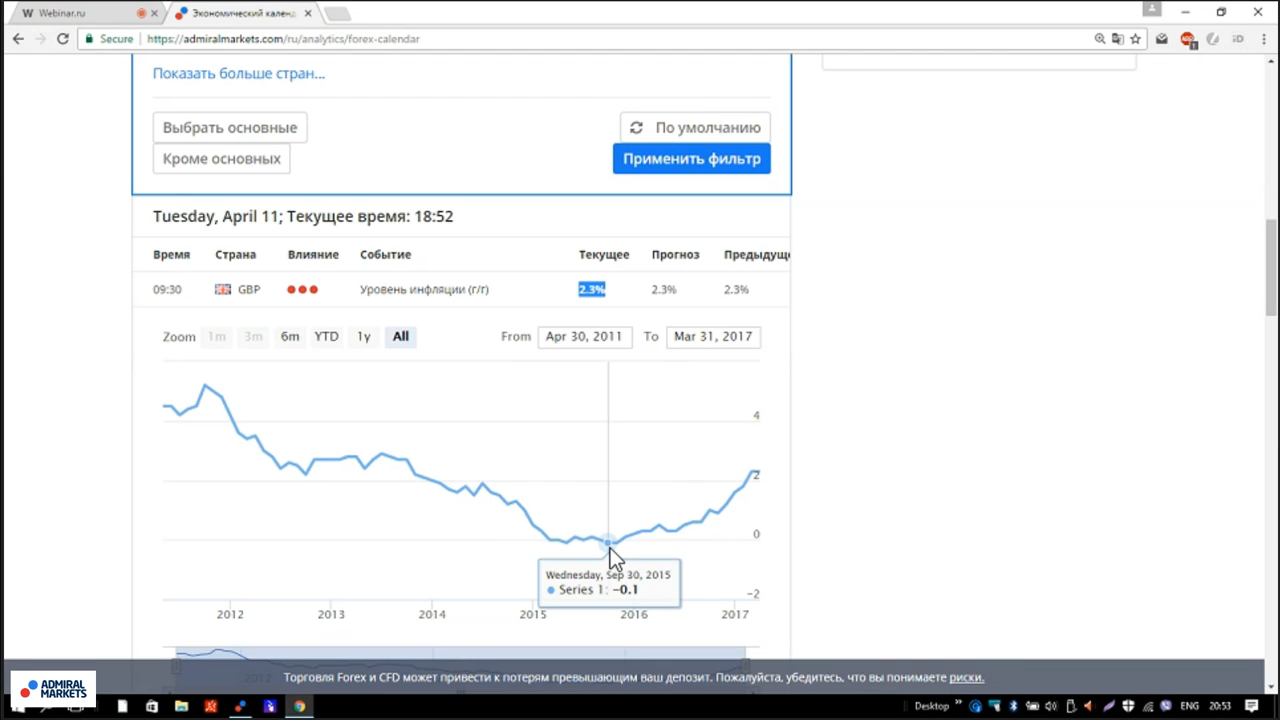 Webinar.ru
Экономический календ
Secure
https://admiralmarkets.com/ru/analytics/forex-calendar
Показать больше стран...
Выбрать основные
По умолчанию
Кроме основных
Применить фильтр
Tuesday, April 11; Текущее время: 18:52
Время Страна Влияние Событие Текущее Прогноз Предыдуще
09:30 GBP Уровень инфляции (г/г) 2.3% 2.3% 2.3%
Zoom 1m 3m 6m YTD 1y All From Apr 30, 2011 To Mar 31, 2017
4
2
0
-2
Wednesday, Sep 30, 2015
Series 1: -0.1
2012 2013 2014 2015 2016 2017
2012
Торговля Forex и CFD может привести к потерям превышающим ваш депозит. Пожалуйста, убедитесь, что вы понимаете риски.
ADMIRAL
MARKETS
Desktop
ENG 20:53